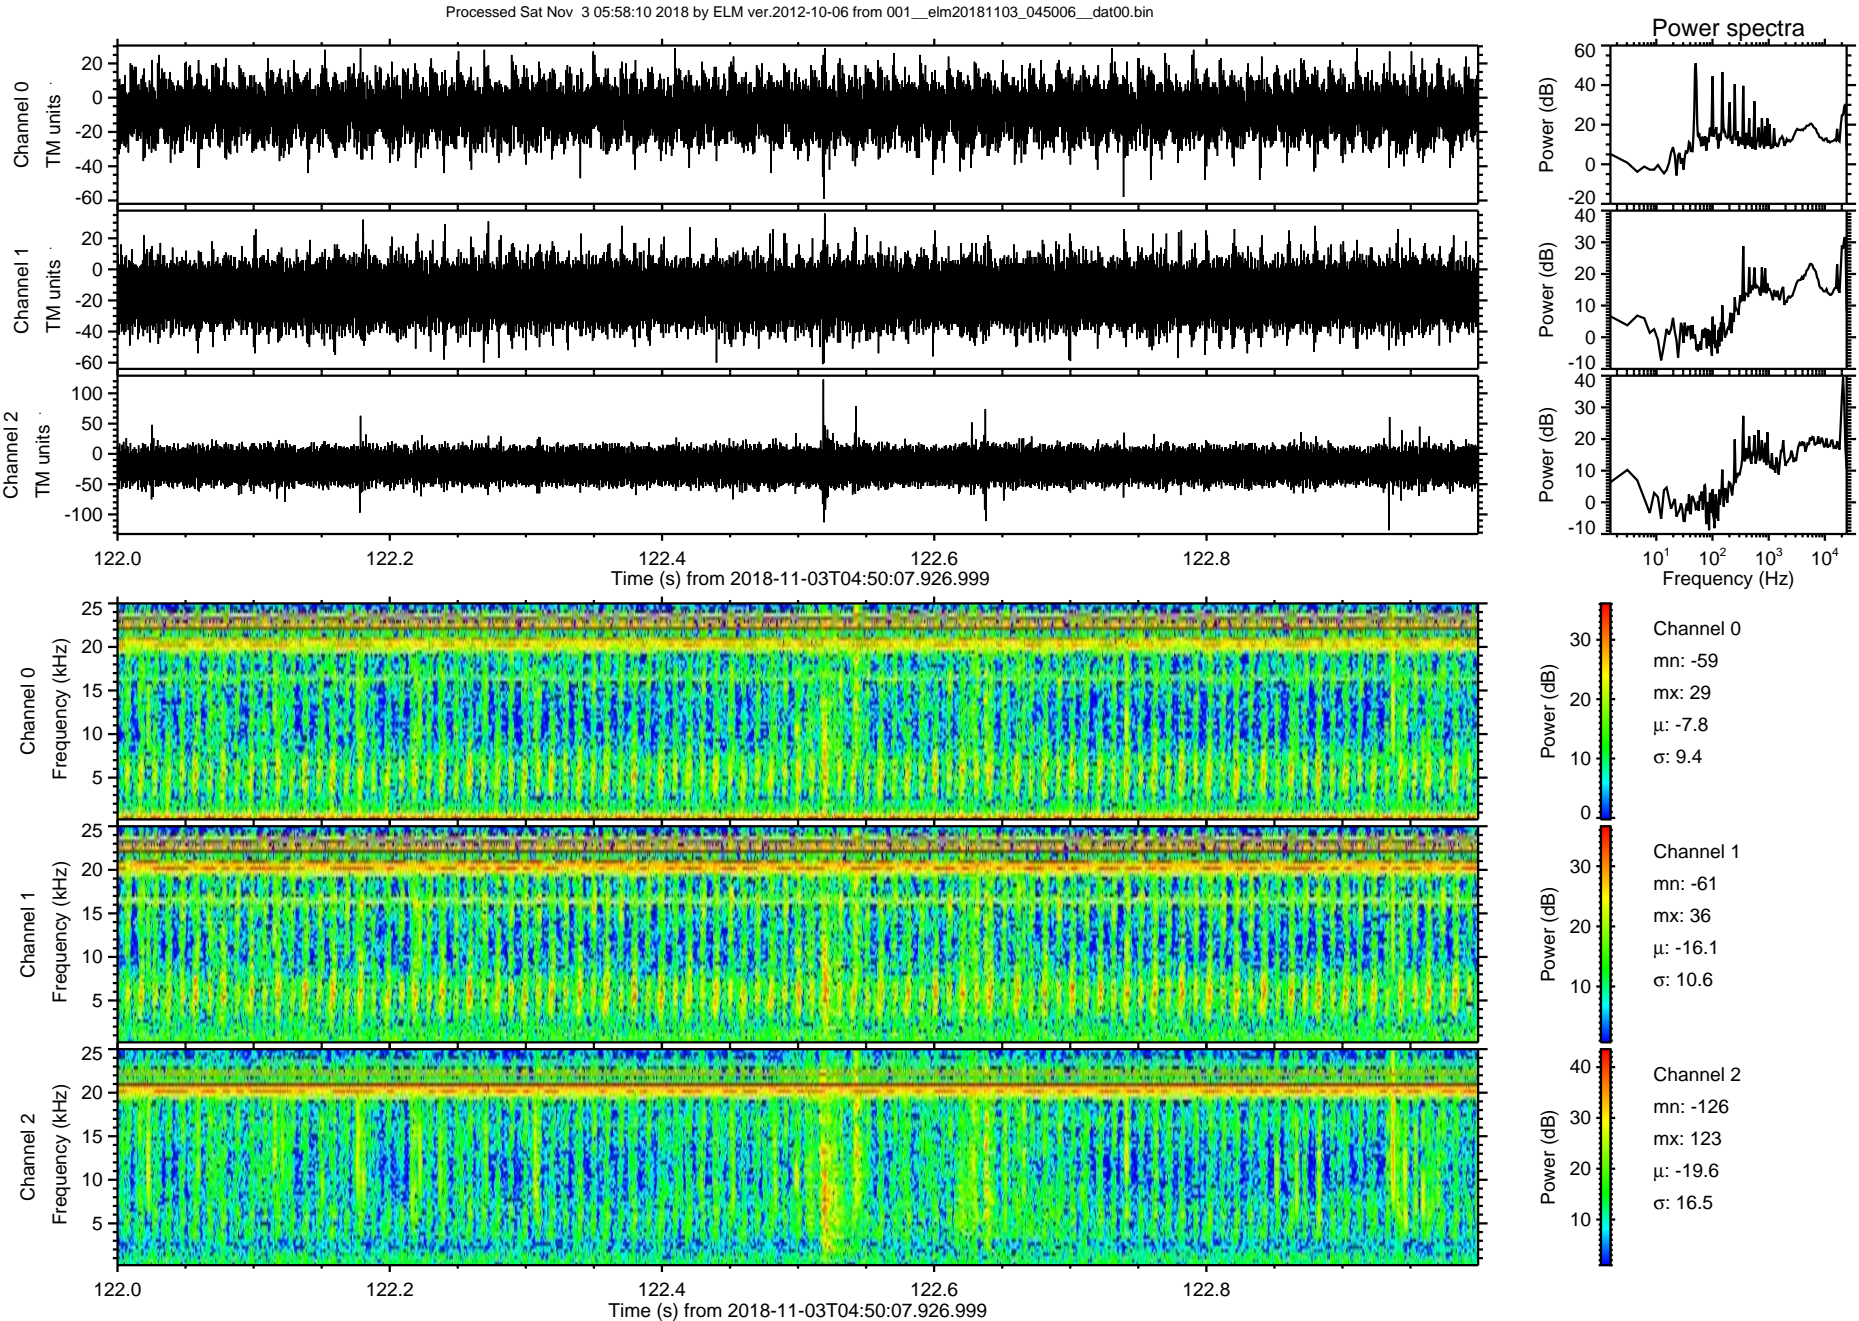 Processed Sat Nov  3 05:58:10 2018 by ELM ver.2012-10-06 from 001__elm20181103_045006__dat00.bin
Power spectra
Channel 0
TM units
20
0
-20
-40
-60
Power (dB)
60
40
20
0
-20
Channel 1
TM units
20
0
-20
-40
-60
Power (dB)
40
30
20
10
0
-10
Channel 2
TM units
100
50
0
-50
-100
Power (dB)
40
30
20
10
0
-10
122.0
122.2
122.4
122.6
122.8
Time (s) from 2018-11-03T04:50:07.926.999
10^1
10^2
10^3
10^4
Frequency (Hz)
Channel 0
Frequency (kHz)
25
20
15
10
5
Power (dB)
30
20
10
0
Channel 0
mn: -59
mx: 29
μ: -7.8
σ: 9.4
Channel 1
Frequency (kHz)
25
20
15
10
5
Power (dB)
30
20
10
Channel 1
mn: -61
mx: 36
μ: -16.1
σ: 10.6
Channel 2
Frequency (kHz)
25
20
15
10
5
Power (dB)
40
30
20
10
Channel 2
mn: -126
mx: 123
μ: -19.6
σ: 16.5
122.0
122.2
122.4
122.6
122.8
Time (s) from 2018-11-03T04:50:07.926.999